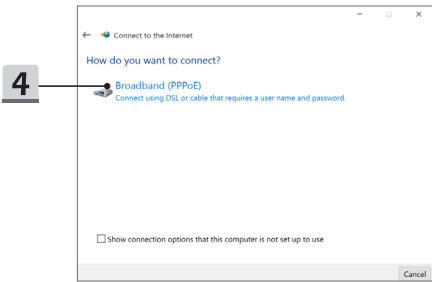 Connect to the Internet
How do you want to connect?
4
Broadband (PPPoE)
Connect using DSL or cable that requires a user name and password.
Show connection options that this computer is not set up to use
Cancel